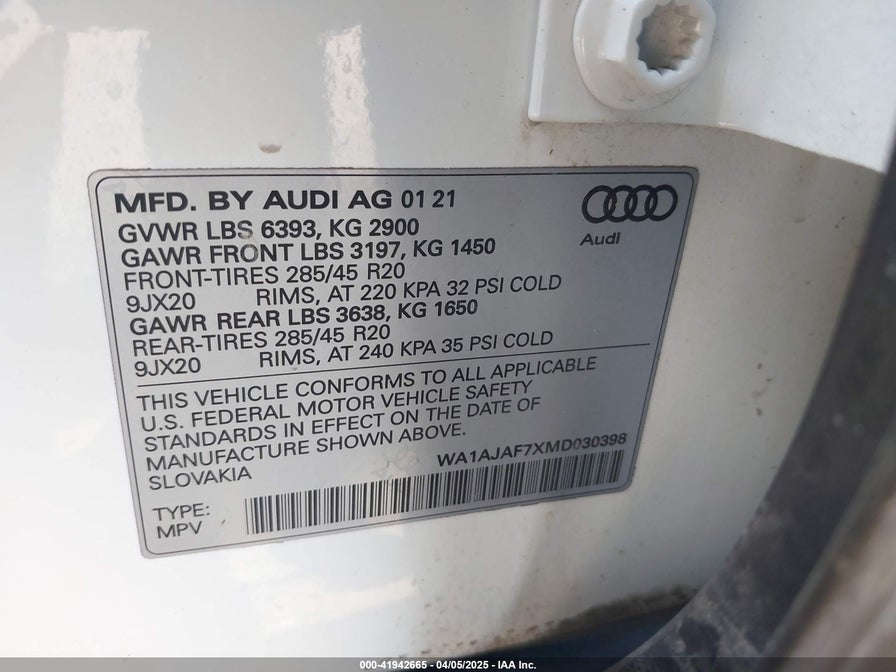 MFD. BY AUDI AG 01 21
GVWR LBS 6393, KG 2900
GAWR FRONT LBS 3197, KG 1450
FRONT-TIRES 285/45 R20
9JX20 RIMS, AT 220 KPA 32 PSI COLD
GAWR REAR LBS 3638, KG 1650
REAR-TIRES 285/45 R20
9JX20 RIMS, AT 240 KPA 35 PSI COLD
Audi
THIS VEHICLE CONFORMS TO ALL APPLICABLE
U.S. FEDERAL MOTOR VEHICLE SAFETY
STANDARDS IN EFFECT ON THE DATE OF
MANUFACTURE SHOWN ABOVE.
SLOVAKIA WA1AJAF7XMD030398
TYPE:
MPV
000-41942665 - 04/05/2025 - IAA Inc.